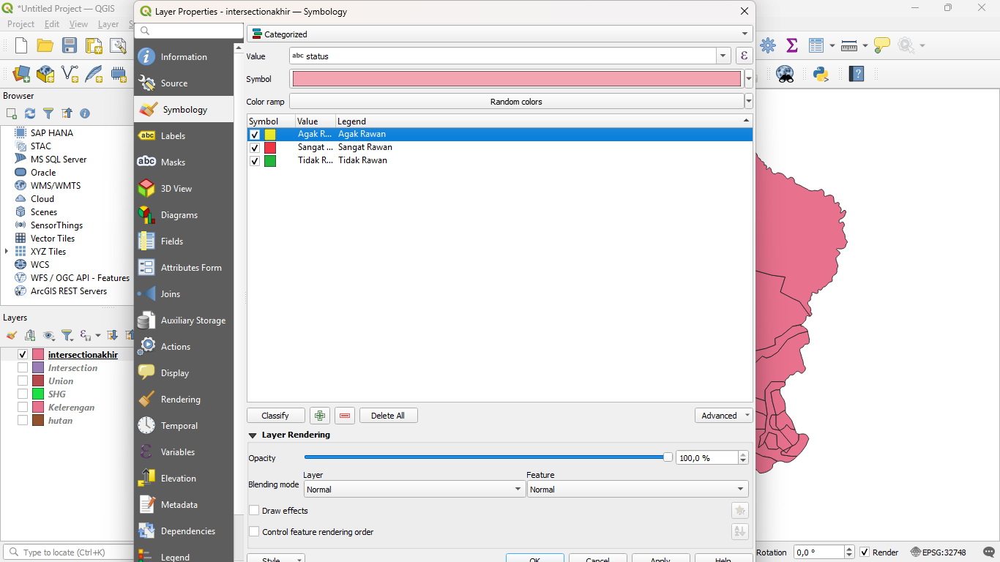 *Untitled Project — QGIS
Project Edit View Layer S
Browser
SAP HANA
STAC
MS SQL Server
Oracle
WMS/WMTS
Cloud
Scenes
SensorThings
Vector Tiles
XYZ Tiles
WCS
WFS / OGC API - Features
ArcGIS REST Servers
Layers
intersectionakhir
Intersection
Union
SHG
Kelerengan
hutan
Type to locate (Ctrl+K)
Layer Properties - intersectionakhir — Symbology
Information
Source
Symbology
abc Labels
abc Masks
3D View
Diagrams
Fields
Attributes Form
Joins
Auxiliary Storage
Actions
Display
Rendering
Temporal
Variables
Elevation
Metadata
Dependencies
Legend
Categorized
Value abc status ε
Symbol
Color ramp Random colors
Symbol Value Legend
Agak R... Agak Rawan
Sangat ... Sangat Rawan
Tidak R... Tidak Rawan
Classify Delete All Advanced
Layer Rendering
Opacity 100,0 %
Layer Feature
Blending mode Normal Normal
Draw effects
Control feature rendering order
Style OK Cancel Apply Help
Rotation 0,0 ° Render EPSG:32748